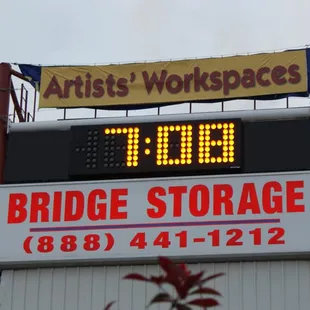 Artists' Workspaces
7:08
BRIDGE STORAGE
(888) 441-1212